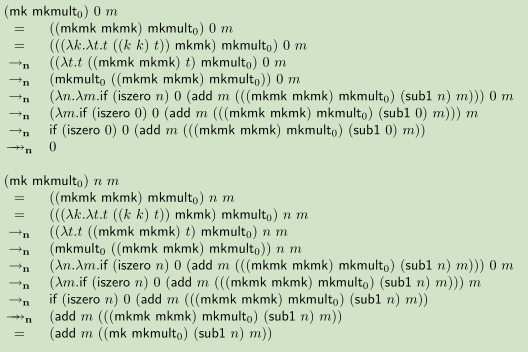 (mk mkmult₀) 0 m
= ((mkmk mkmk) mkmult₀) 0 m
= (((λk.λt.t ((k k) t)) mkmk) mkmult₀) 0 m
→ₙ ((λt.t ((mkmk mkmk) t) mkmult₀) 0 m
→ₙ (mkmult₀ ((mkmk mkmk) mkmult₀)) 0 m
→ₙ (λn.λm.if (iszero n) 0 (add m (((mkmk mkmk) mkmult₀) (sub1 n) m))) 0 m
→ₙ (λm.if (iszero 0) 0 (add m (((mkmk mkmk) mkmult₀) (sub1 0) m))) m
→ₙ if (iszero 0) 0 (add m (((mkmk mkmk) mkmult₀) (sub1 0) m))
↠ₙ 0
(mk mkmult₀) n m
= ((mkmk mkmk) mkmult₀) n m
= (((λk.λt.t ((k k) t)) mkmk) mkmult₀) n m
→ₙ ((λt.t ((mkmk mkmk) t) mkmult₀) n m
→ₙ (mkmult₀ ((mkmk mkmk) mkmult₀)) n m
→ₙ (λn.λm.if (iszero n) 0 (add m (((mkmk mkmk) mkmult₀) (sub1 n) m))) 0 m
→ₙ (λm.if (iszero n) 0 (add m (((mkmk mkmk) mkmult₀) (sub1 n) m))) m
→ₙ if (iszero n) 0 (add m (((mkmk mkmk) mkmult₀) (sub1 n) m))
↠ₙ (add m (((mkmk mkmk) mkmult₀) (sub1 n) m))
= (add m ((mk mkmult₀) (sub1 n) m))